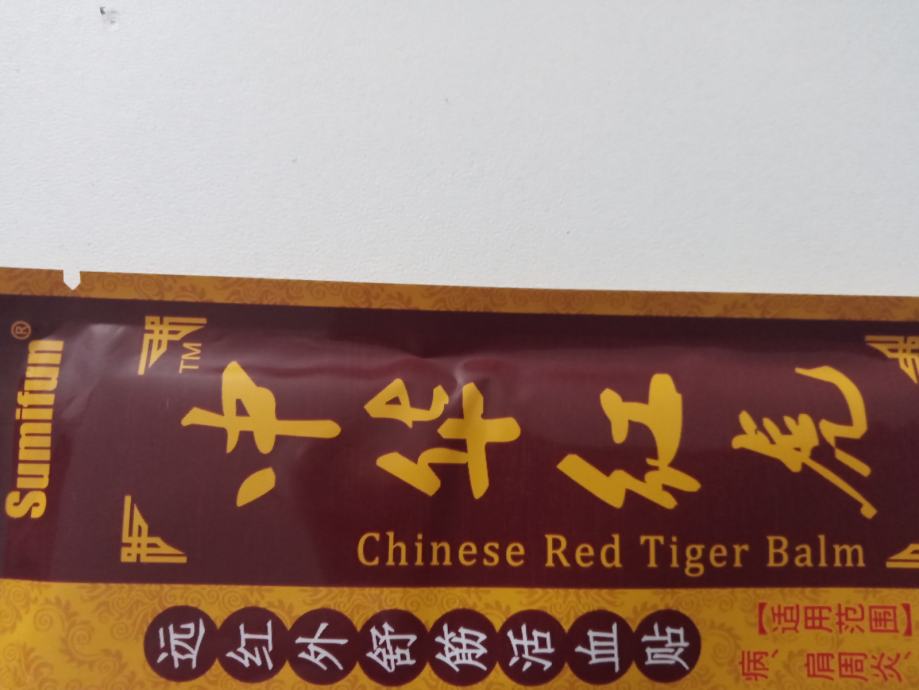 Sumifun®
TM
中华红虎
Chinese Red Tiger Balm
远红外舒筋活血贴
【适用范围】
病、肩周炎、